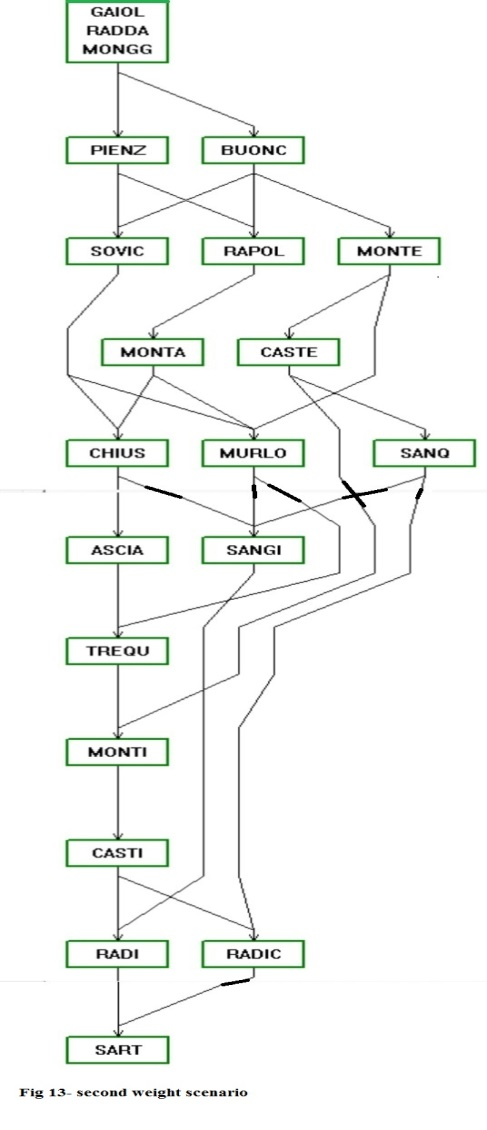 GAIOL
RADDA
MONGG
PIENZ
BUONC
SOVIC
RAPOL
MONTE
MONTA
CASTE
CHIUS
MURLO
SANQ
ASCIA
SANGI
TREQU
MONTI
CASTI
RADI
RADIC
SART
Fig 13- second weight scenario